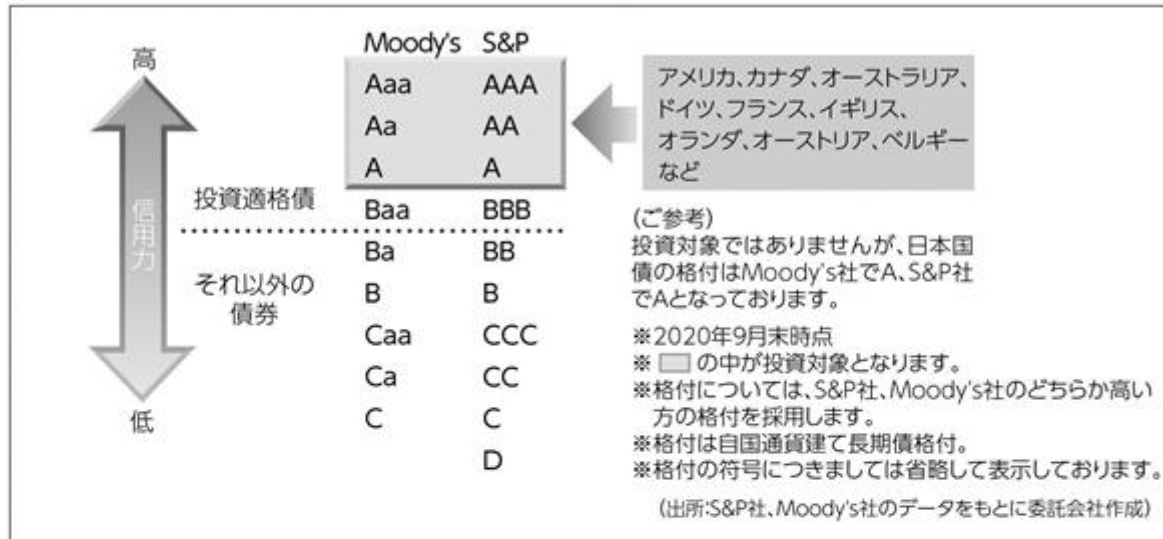 Moody's S&P
高
Aaa AAA
Aa AA
A A
アメリカ、カナダ、オーストラリア、
ドイツ、フランス、イギリス、
オランダ、オーストリア、ベルギー
など
信用力
投資適格債
Baa BBB
Ba BB
それ以外の
債券
B B
Caa CCC
Ca CC
C C
D
低
(ご参考)
投資対象ではありませんが、日本国
債の格付はMoody's社でA、S&P社
でAとなっております。
※2020年9月末時点
※ の中が投資対象となります。
※格付については、S&P社、Moody's社のどちらか高い
方の格付を採用します。
※格付は自国通貨建て長期債格付。
※格付の符号につきましては省略して表示しております。
(出所:S&P社、Moody's社のデータをもとに委託会社作成)